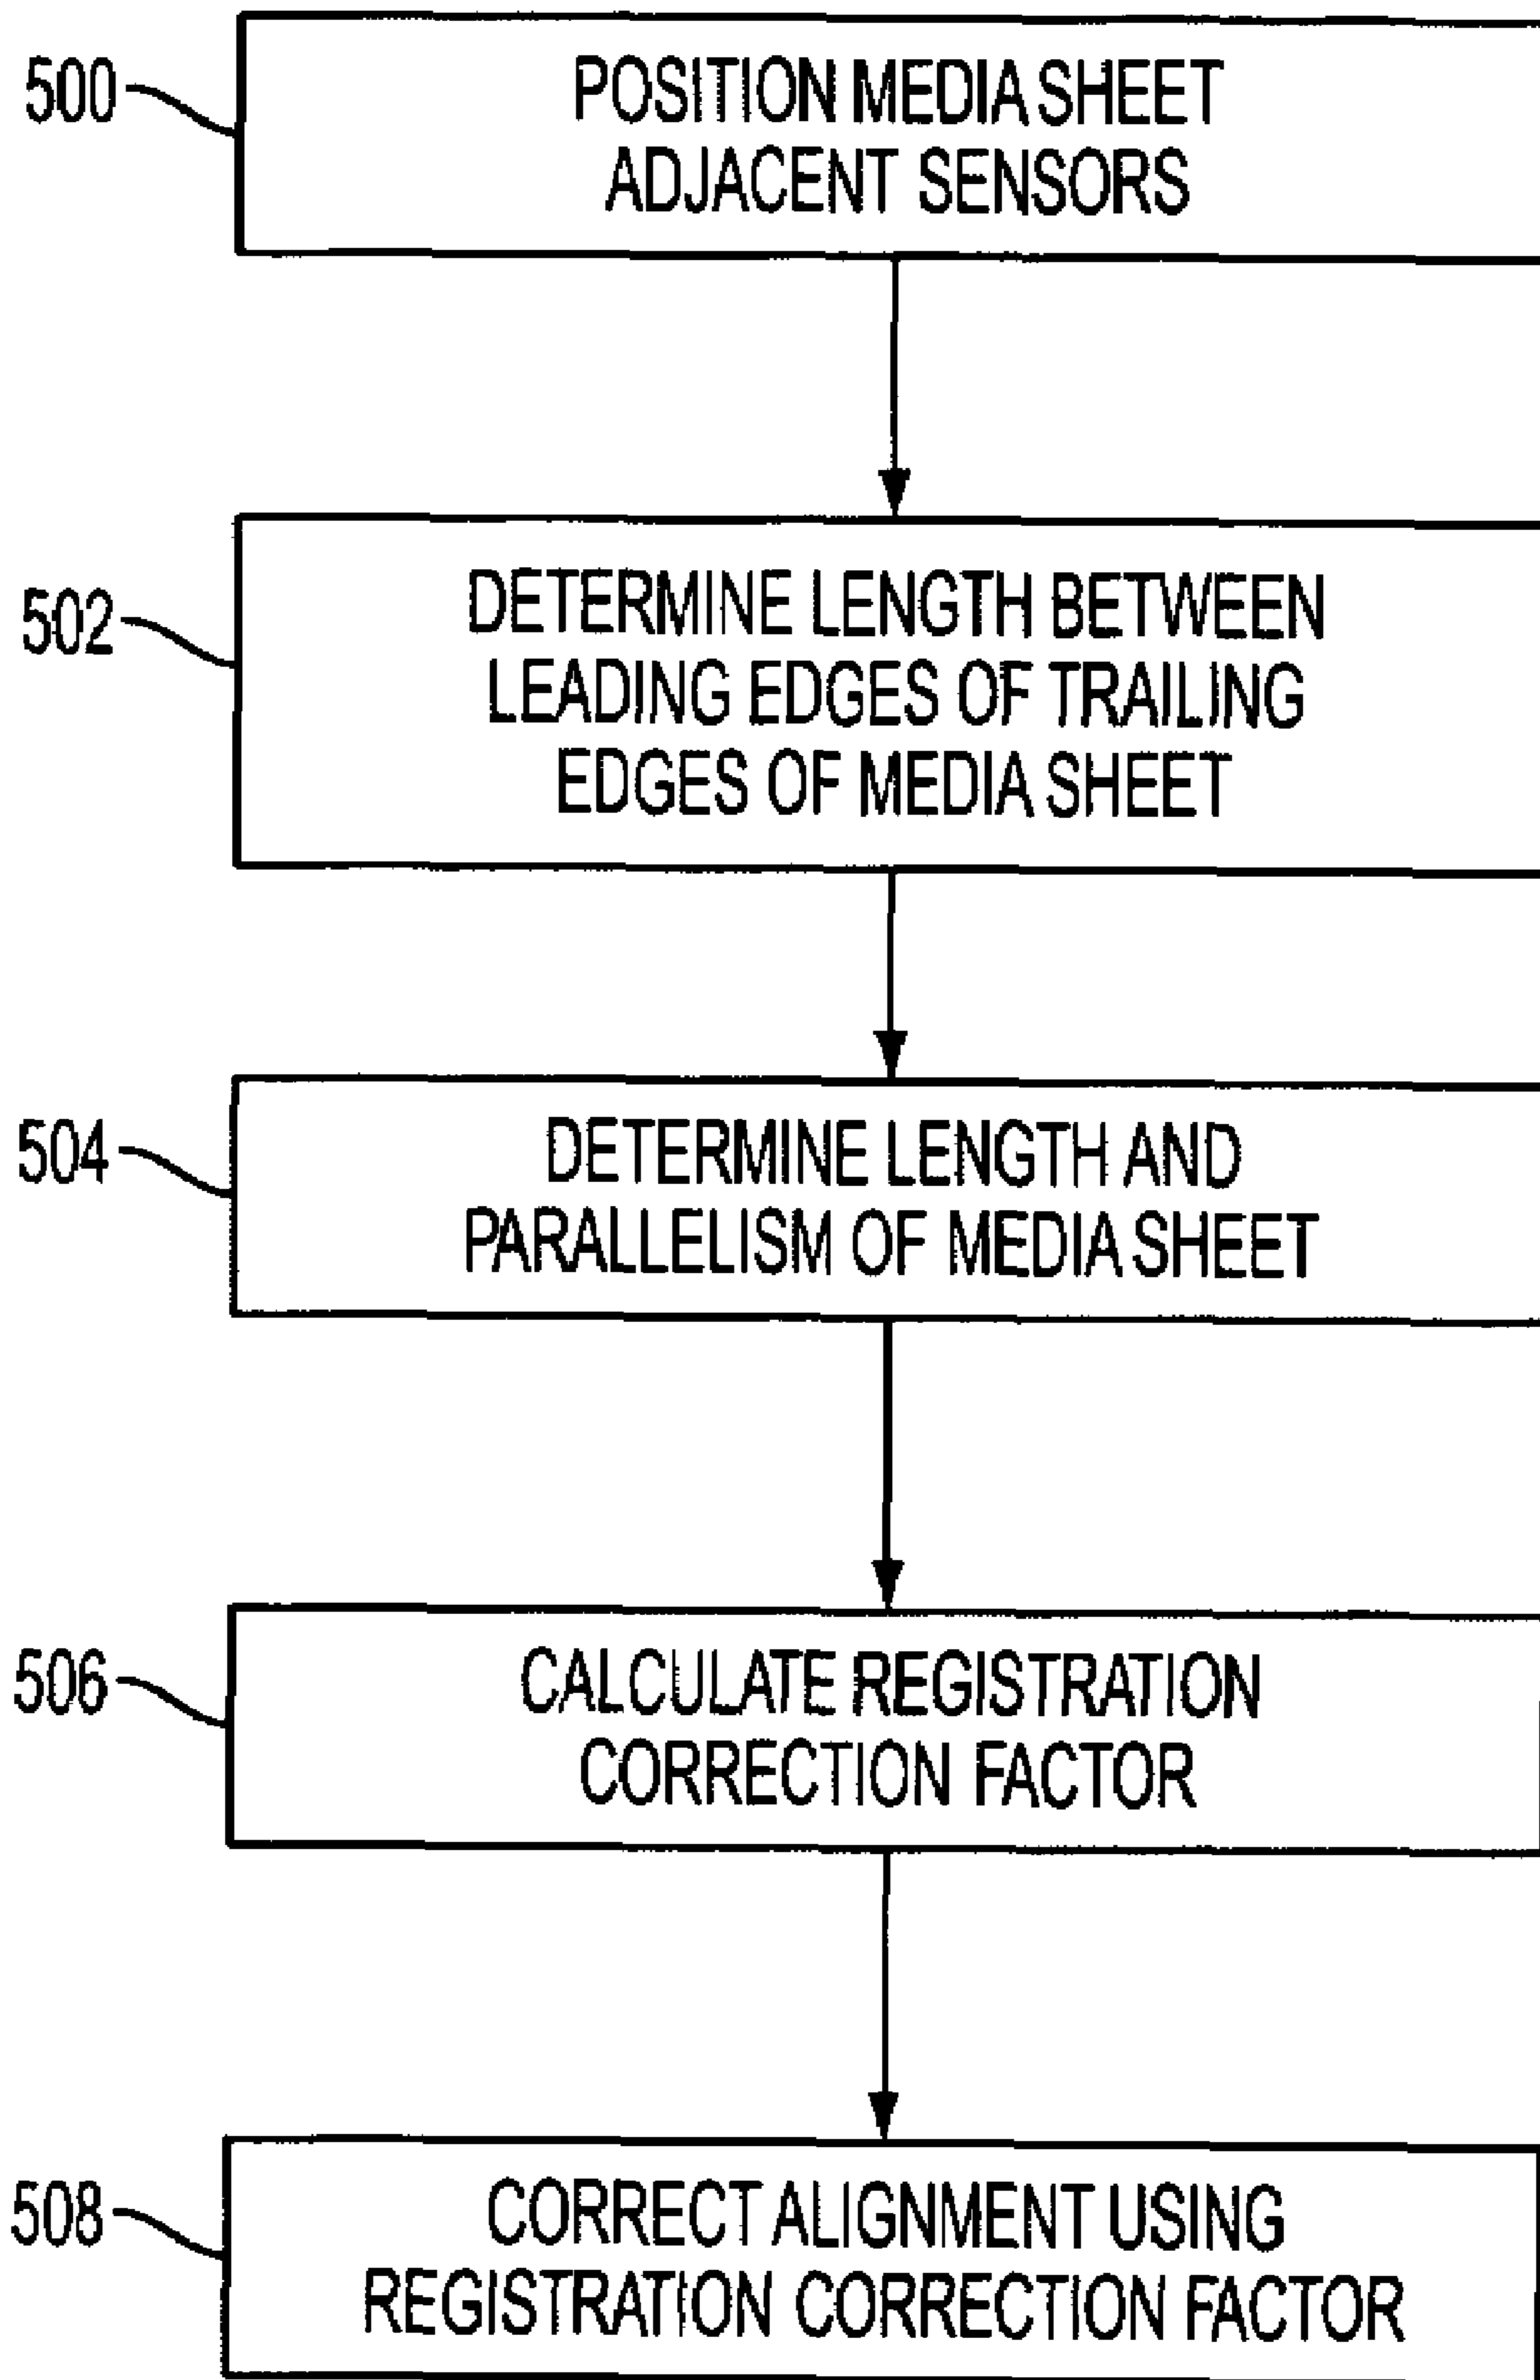 500
POSITION MEDIA SHEET
ADJACENT SENSORS
502
DETERMINE LENGTH BETWEEN
LEADING EDGES OF TRAILING
EDGES OF MEDIA SHEET
504
DETERMINE LENGTH AND
PARALLELISM OF MEDIA SHEET
506
CALCULATE REGISTRATION
CORRECTION FACTOR
508
CORRECT ALIGNMENT USING
REGISTRATION CORRECTION FACTOR